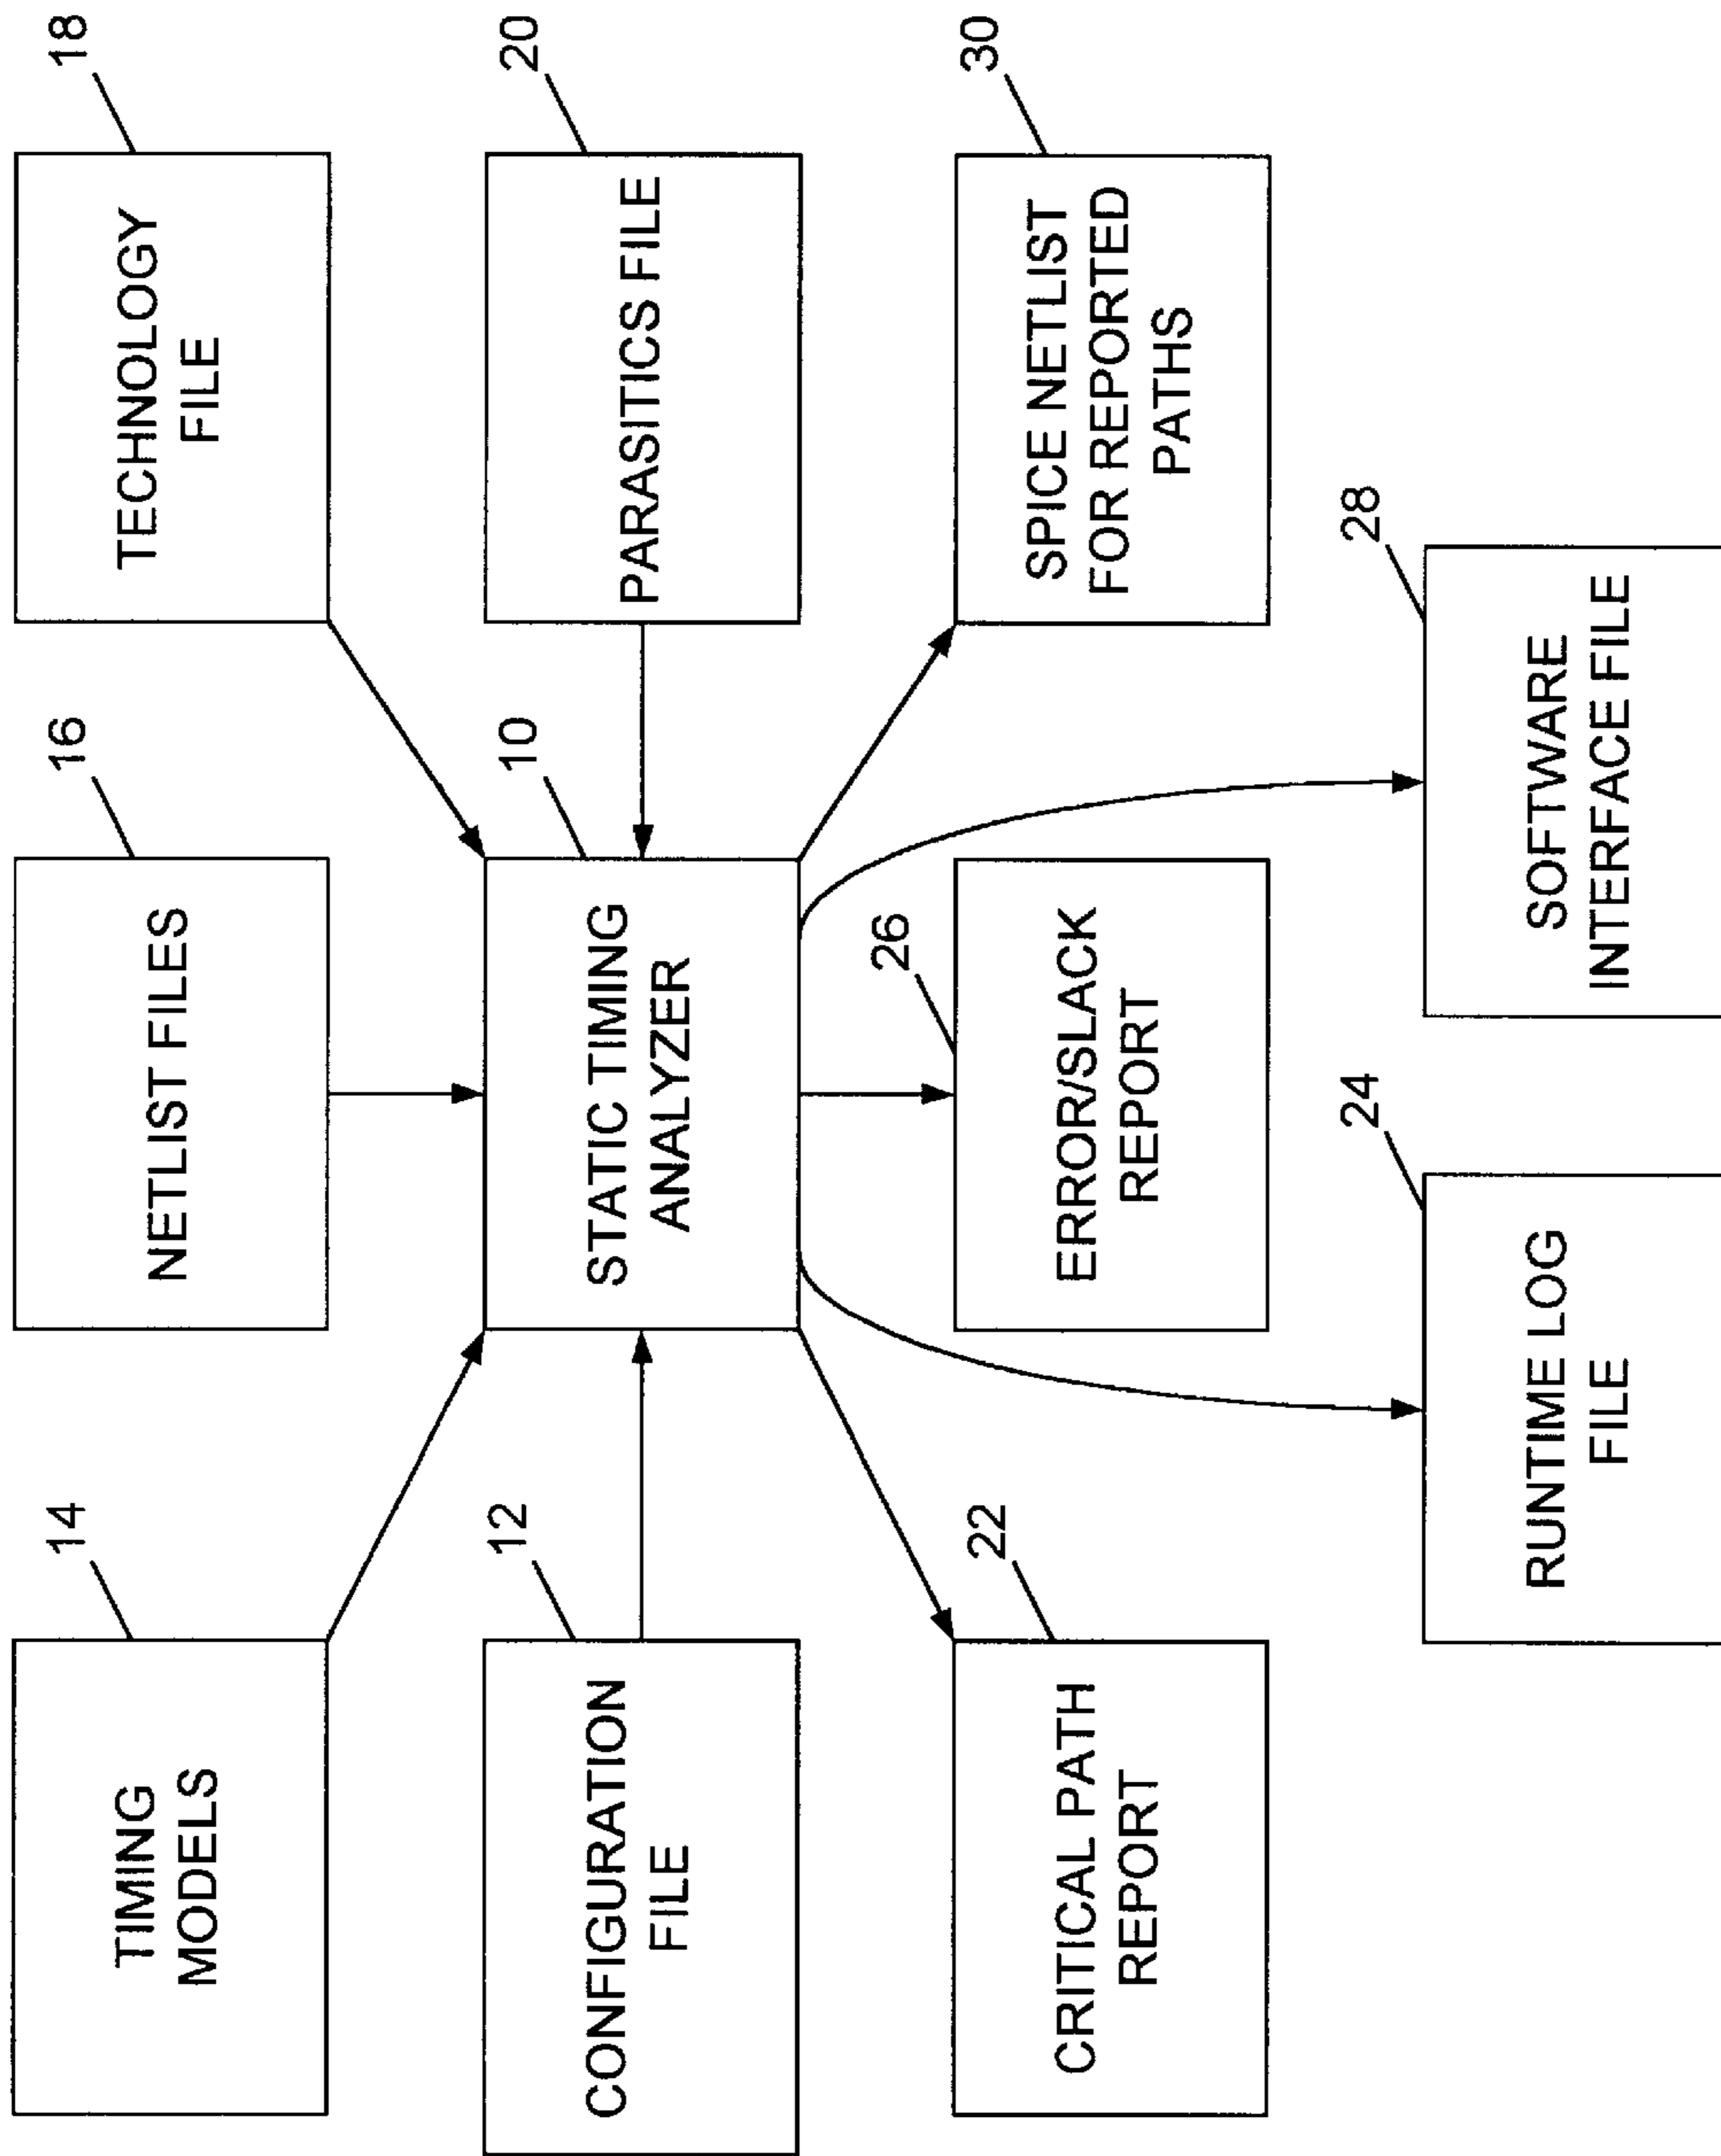 14
TIMING
MODELS
16
NETLIST FILES
18
TECHNOLOGY
FILE
12
CONFIGURATION
FILE
10
STATIC TIMING
ANALYZER
20
PARASITICS FILE
22
CRITICAL PATH
REPORT
26
ERROR/SLACK
REPORT
30
SPICE NETLIST
FOR REPORTED
PATHS
24
RUNTIME LOG
FILE
28
SOFTWARE
INTERFACE FILE